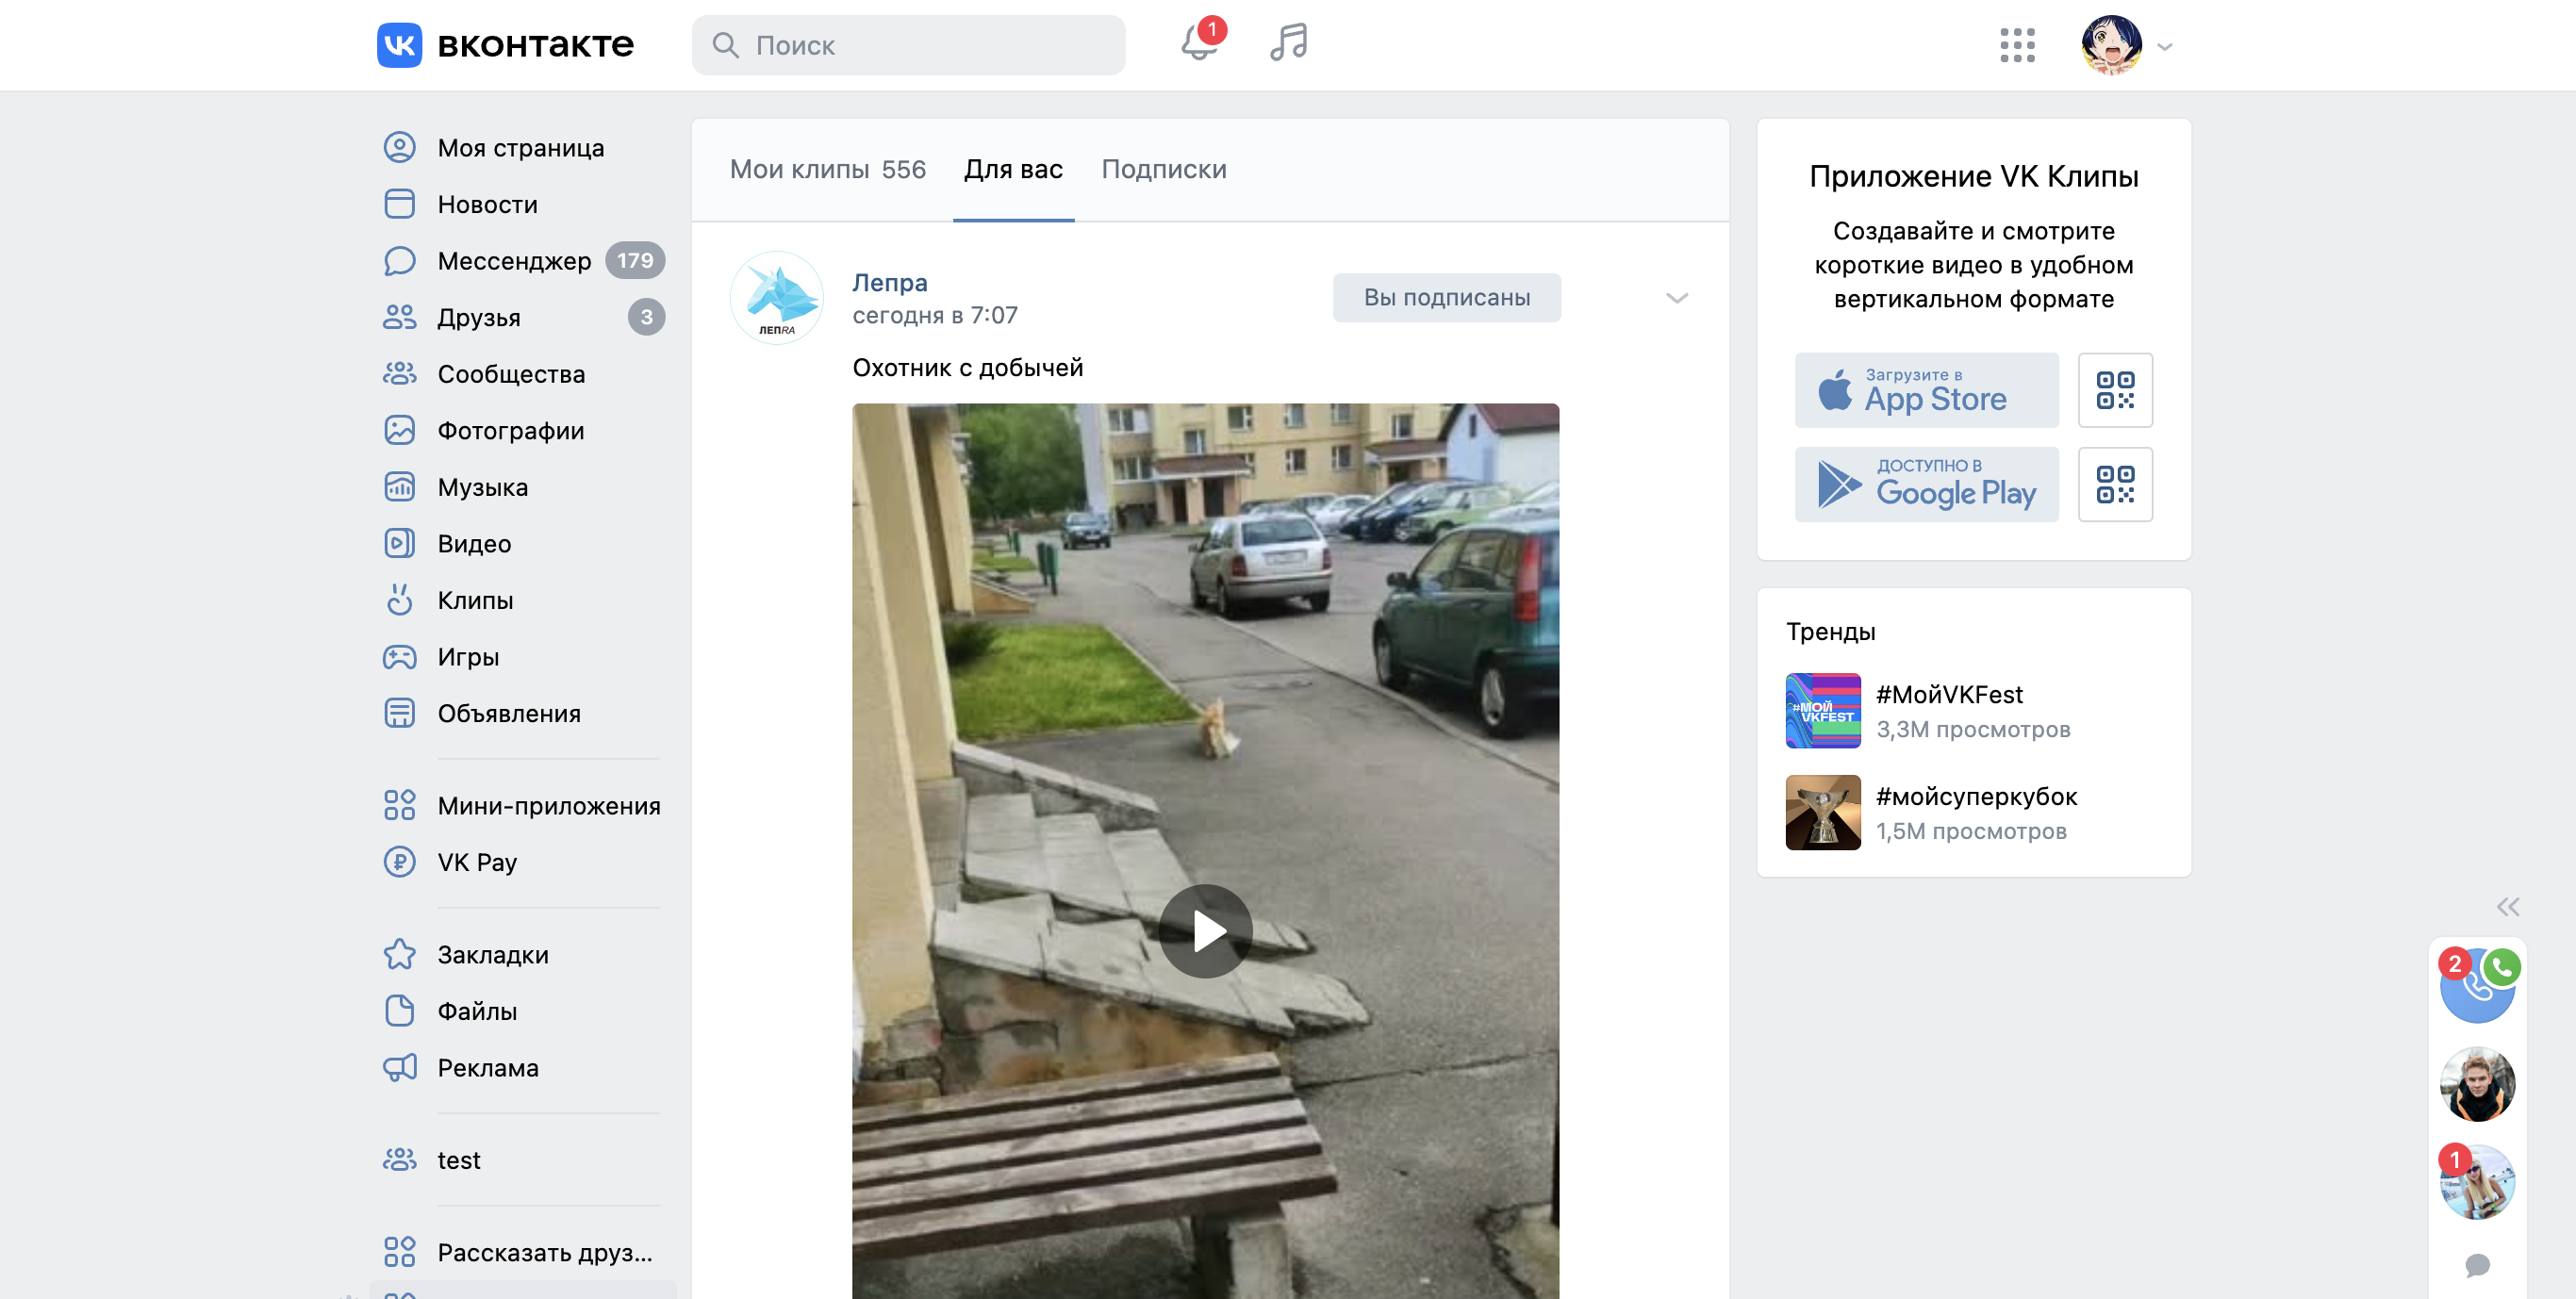 вконтакте
Поиск
1
Моя страница
Новости
Мессенджер 179
Друзья 3
Сообщества
Фотографии
Музыка
Видео
Клипы
Игры
Объявления
Мини-приложения
VK Pay
Закладки
Файлы
Реклама
test
Рассказать друз...
Мои клипы 556
Для вас
Подписки
ЛЕПRA
Лепра
сегодня в 7:07
Вы подписаны
Охотник с добычей
Приложение VK Клипы
Создавайте и смотрите
короткие видео в удобном
вертикальном формате
Загрузите в
App Store
ДОСТУПНО В
Google Play
Тренды
#МОЙ
VKFEST
#МойVKFest
3,3M просмотров
#мойсуперкубок
1,5M просмотров
2
1